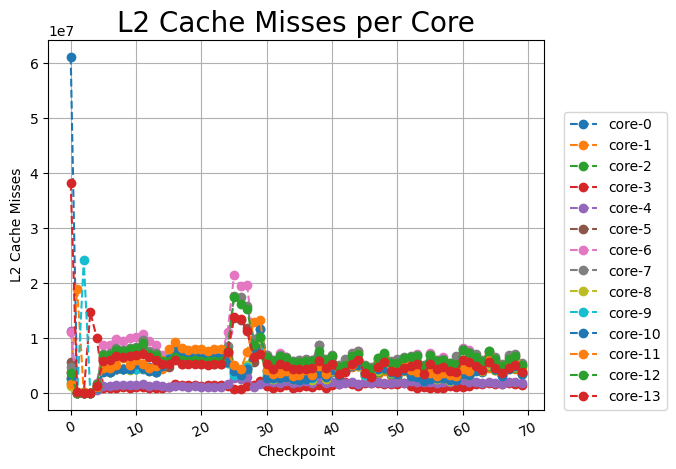 L2 Cache Misses per Core
1e7
6
5
4
3
2
1
0
L2 Cache Misses
0
10
20
30
40
50
60
70
Checkpoint
core-0
core-1
core-2
core-3
core-4
core-5
core-6
core-7
core-8
core-9
core-10
core-11
core-12
core-13